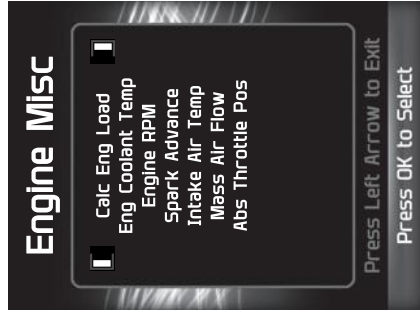 Engine Misc
Calc Eng Load
Eng Coolant Temp
Engine RPM
Spark Advance
Intake Air Temp
Mass Air Flow
Abs Throttle Pos
Press Left Arrow to Exit
Press OK to Select